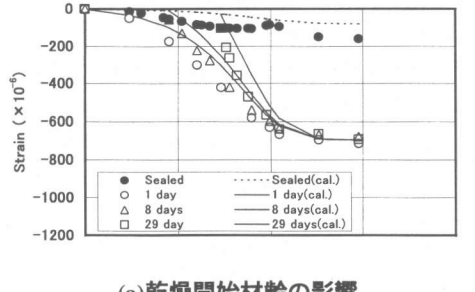 0
-200
-400
-600
-800
-1000
-1200
Strain (×10⁻⁶)
Sealed Sealed(cal.)
1 day 1 day(cal.)
8 days 8 days(cal.)
29 day 29 days(cal.)
(a)乾燥開始材齢の影響